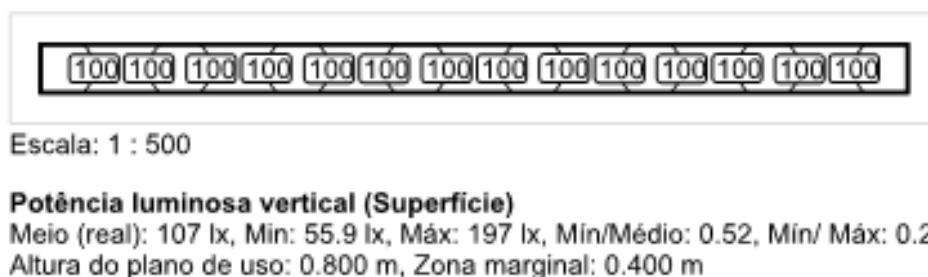 100 100 100 100 100 100 100 100 100 100 100 100 100 100
Escala: 1 : 500
Potência luminosa vertical (Superfície)
Meio (real): 107 lx, Min: 55.9 lx, Máx: 197 lx, Mín/Médio: 0.52, Mín/ Máx: 0.2
Altura do plano de uso: 0.800 m, Zona marginal: 0.400 m